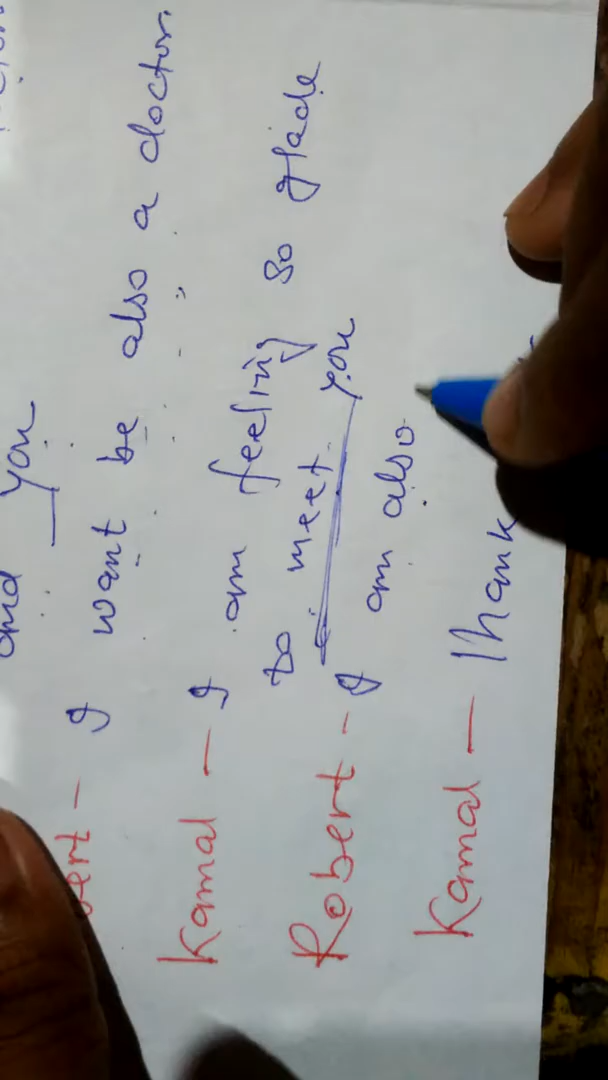 and you
ert - I want be also a doctor.
Kamal - I am feeling so glade
to meet you
Robert - I am also
Kamal - Thank